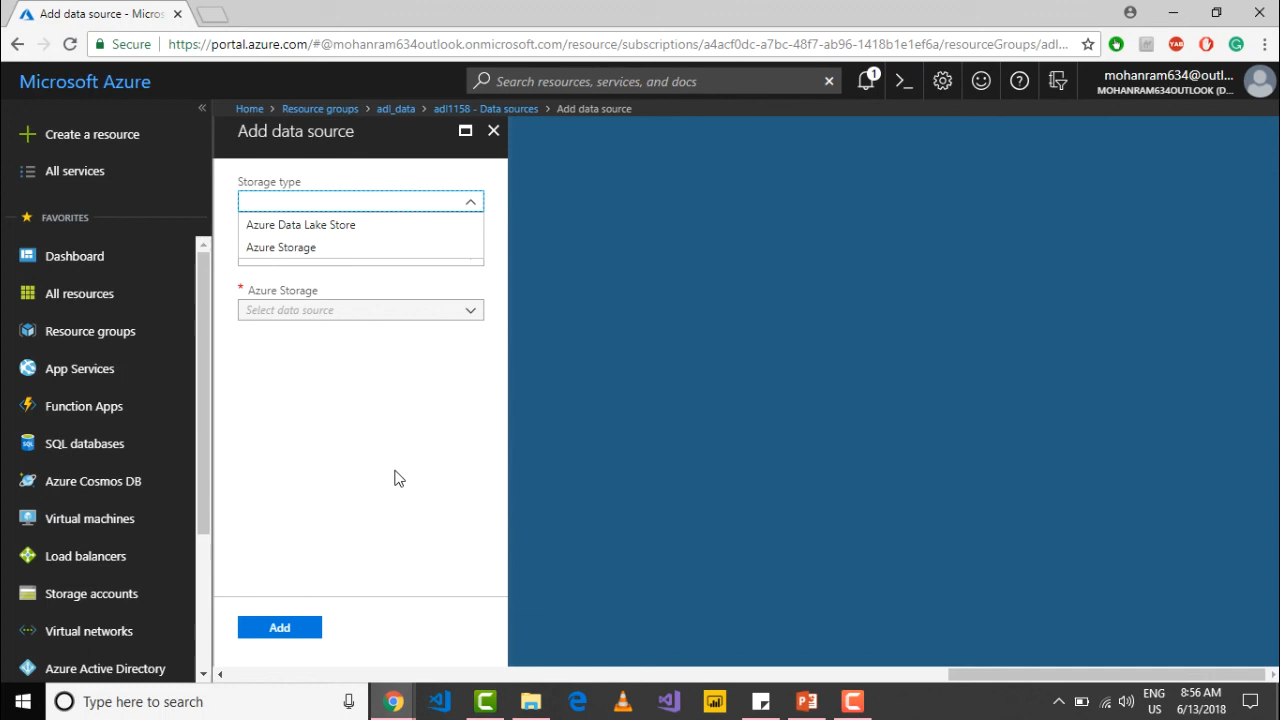 Add data source - Micros
Secure
https://portal.azure.com/#@mohanram634outlook.onmicrosoft.com/resource/subscriptions/a4acf0dc-a7bc-48f7-ab96-1418b1e1ef6a/resourceGroups/adl...
YAB
Microsoft Azure
Search resources, services, and docs
1
mohanram634@outl...
MOHANRAM634OUTLOOK (D...
Home > Resource groups > adl_data > adl1158 - Data sources > Add data source
Create a resource
All services
FAVORITES
Dashboard
All resources
Resource groups
App Services
Function Apps
SQL databases
Azure Cosmos DB
Virtual machines
Load balancers
Storage accounts
Virtual networks
Azure Active Directory
Add data source
Storage type
Azure Data Lake Store
Azure Storage
* Azure Storage
Select data source
Add
Type here to search
ENG
US
8:56 AM
6/13/2018